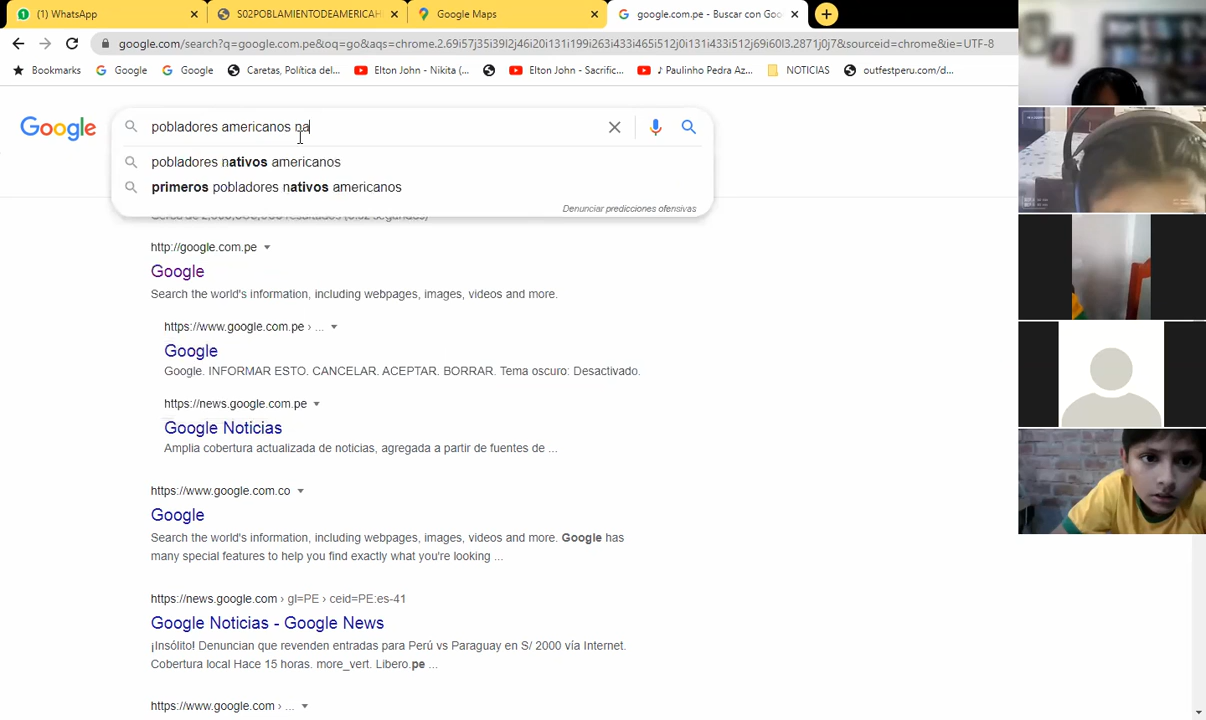 (1) WhatsApp
S02POBLAMIENTODEAMERICAH
Google Maps
google.com.pe - Buscar con Goo
google.com/search?q=google.com.pe&oq=go&aqs=chrome.2.69i57j35i39l2j46i20i131i199i263i433i465i512j0i131i433i512j69i60l3.2871j0j7&sourceid=chrome&ie=UTF-8
Bookmarks
Google
Google
Caretas, Política del...
Elton John - Nikita (...
Elton John - Sacrific...
♪ Paulinho Pedra Az...
NOTICIAS
outfestperu.com/d...
Google
pobladores americanos na
pobladores nativos americanos
primeros pobladores nativos americanos
Denunciar predicciones ofensivas
http://google.com.pe
Google
Search the world's information, including webpages, images, videos and more.
https://www.google.com.pe › ...
Google
Google. INFORMAR ESTO. CANCELAR. ACEPTAR. BORRAR. Tema oscuro: Desactivado.
https://news.google.com.pe
Google Noticias
Amplia cobertura actualizada de noticias, agregada a partir de fuentes de ...
https://www.google.com.co
Google
Search the world's information, including webpages, images, videos and more. Google has
many special features to help you find exactly what you're looking ...
https://news.google.com › gl=PE › ceid=PE:es-41
Google Noticias - Google News
¡Insólito! Denuncian que revenden entradas para Perú vs Paraguay en S/ 2000 vía Internet.
Cobertura local Hace 15 horas. more_vert. Libero.pe ...
https://www.google.com › ...